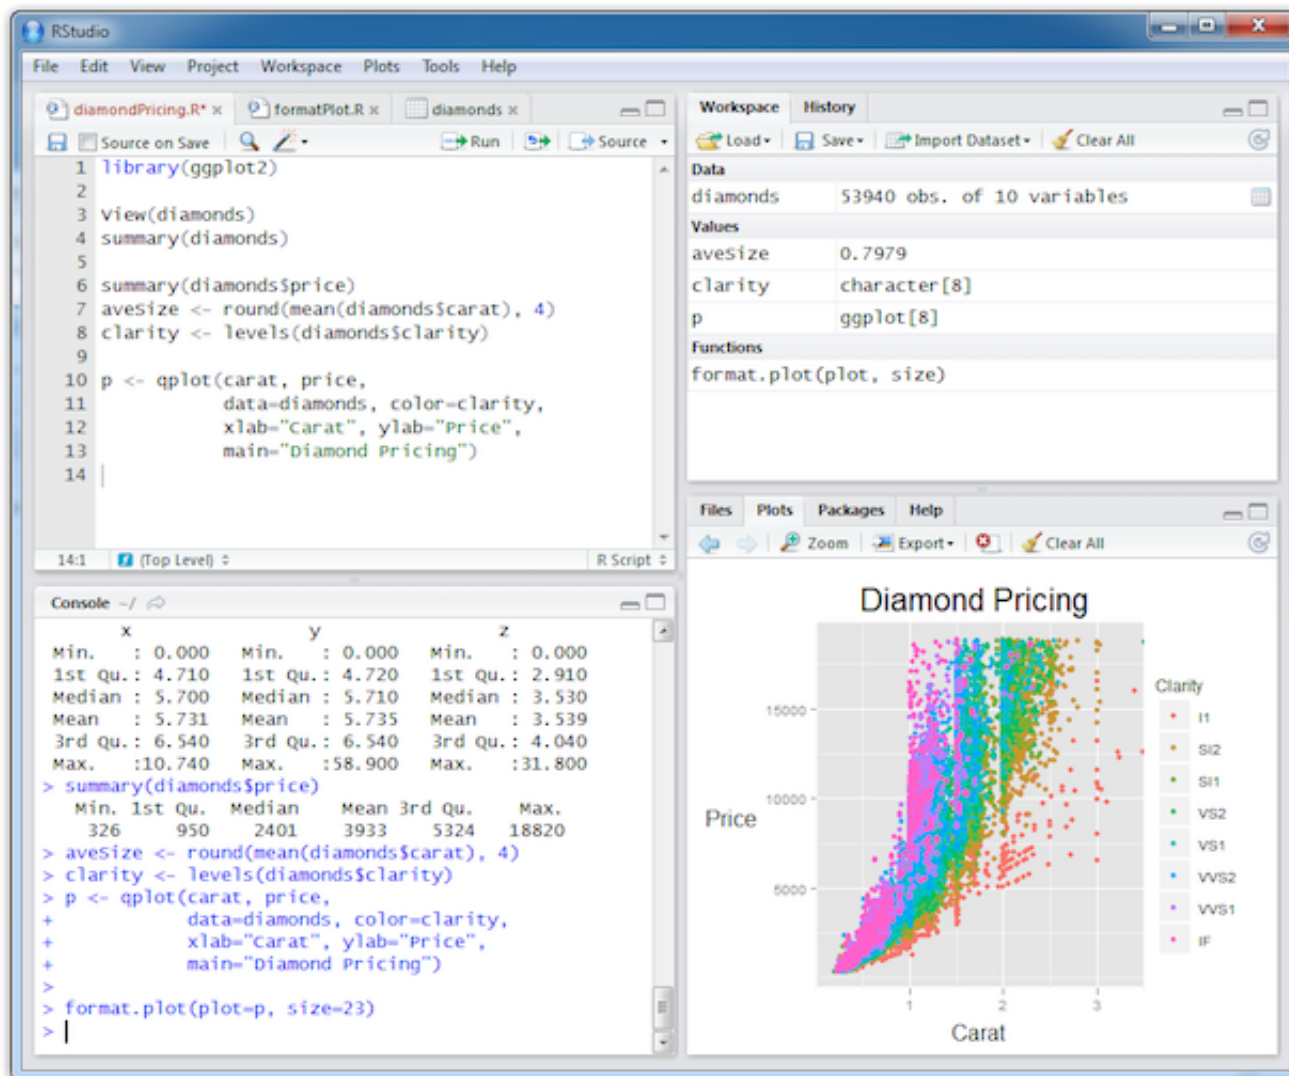 RStudio
File Edit View Project Workspace Plots Tools Help
diamondPricing.R* formatPlot.R diamonds
Source on Save Run Source
1 library(ggplot2)
2
3 View(diamonds)
4 summary(diamonds)
5
6 summary(diamonds$price)
7 aveSize <- round(mean(diamonds$carat), 4)
8 clarity <- levels(diamonds$clarity)
9
10 p <- qplot(carat, price,
11 data=diamonds, color=clarity,
12 xlab="Carat", ylab="Price",
13 main="Diamond Pricing")
14
14:1 (Top Level) R Script
Console ~/
x y z
Min. : 0.000 Min. : 0.000 Min. : 0.000
1st Qu.: 4.710 1st Qu.: 4.720 1st Qu.: 2.910
Median : 5.700 Median : 5.710 Median : 3.530
Mean : 5.731 Mean : 5.735 Mean : 3.539
3rd Qu.: 6.540 3rd Qu.: 6.540 3rd Qu.: 4.040
Max. :10.740 Max. :58.900 Max. :31.800
> summary(diamonds$price)
Min. 1st Qu. Median Mean 3rd Qu. Max.
326 950 2401 3933 5324 18820
> aveSize <- round(mean(diamonds$carat), 4)
> clarity <- levels(diamonds$clarity)
> p <- qplot(carat, price,
+ data=diamonds, color=clarity,
+ xlab="Carat", ylab="Price",
+ main="Diamond Pricing")
>
> format.plot(plot=p, size=23)
>
Workspace History
Load Save Import Dataset Clear All
Data
diamonds 53940 obs. of 10 variables
Values
aveSize 0.7979
clarity character[8]
p ggplot[8]
Functions
format.plot(plot, size)
Files Plots Packages Help
Zoom Export Clear All
Diamond Pricing
Price
15000
10000
5000
1 2 3
Carat
Clarity
I1
SI2
SI1
VS2
VS1
VVS2
VVS1
IF